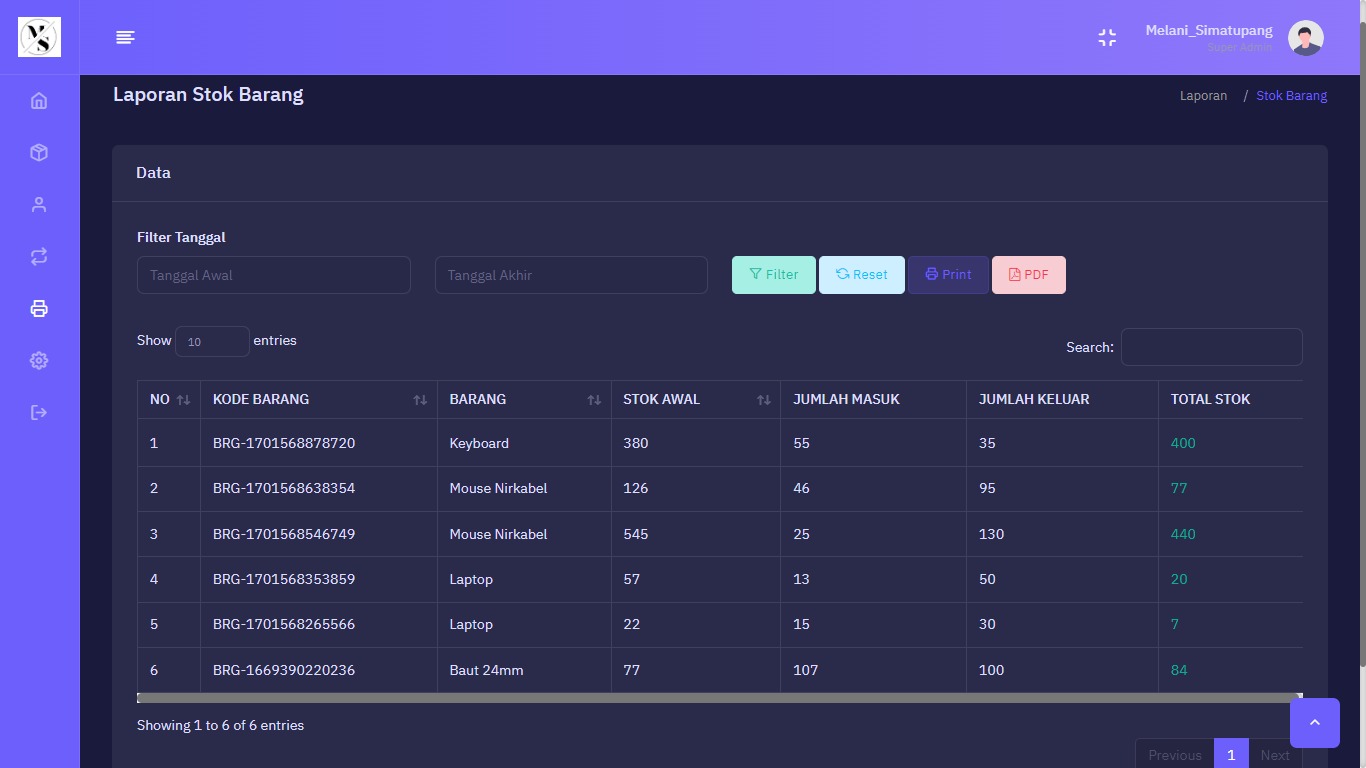 MS
Melani_Simatupang
Super Admin
Laporan Stok Barang
Laporan / Stok Barang
Data
Filter Tanggal
Tanggal Awal Tanggal Akhir Filter Reset Print PDF
Show 10 entries
Search:
NO KODE BARANG BARANG STOK AWAL JUMLAH MASUK JUMLAH KELUAR TOTAL STOK
1 BRG-1701568878720 Keyboard 380 55 35 400
2 BRG-1701568638354 Mouse Nirkabel 126 46 95 77
3 BRG-1701568546749 Mouse Nirkabel 545 25 130 440
4 BRG-1701568353859 Laptop 57 13 50 20
5 BRG-1701568265566 Laptop 22 15 30 7
6 BRG-1669390220236 Baut 24mm 77 107 100 84
Showing 1 to 6 of 6 entries
Previous 1 Next